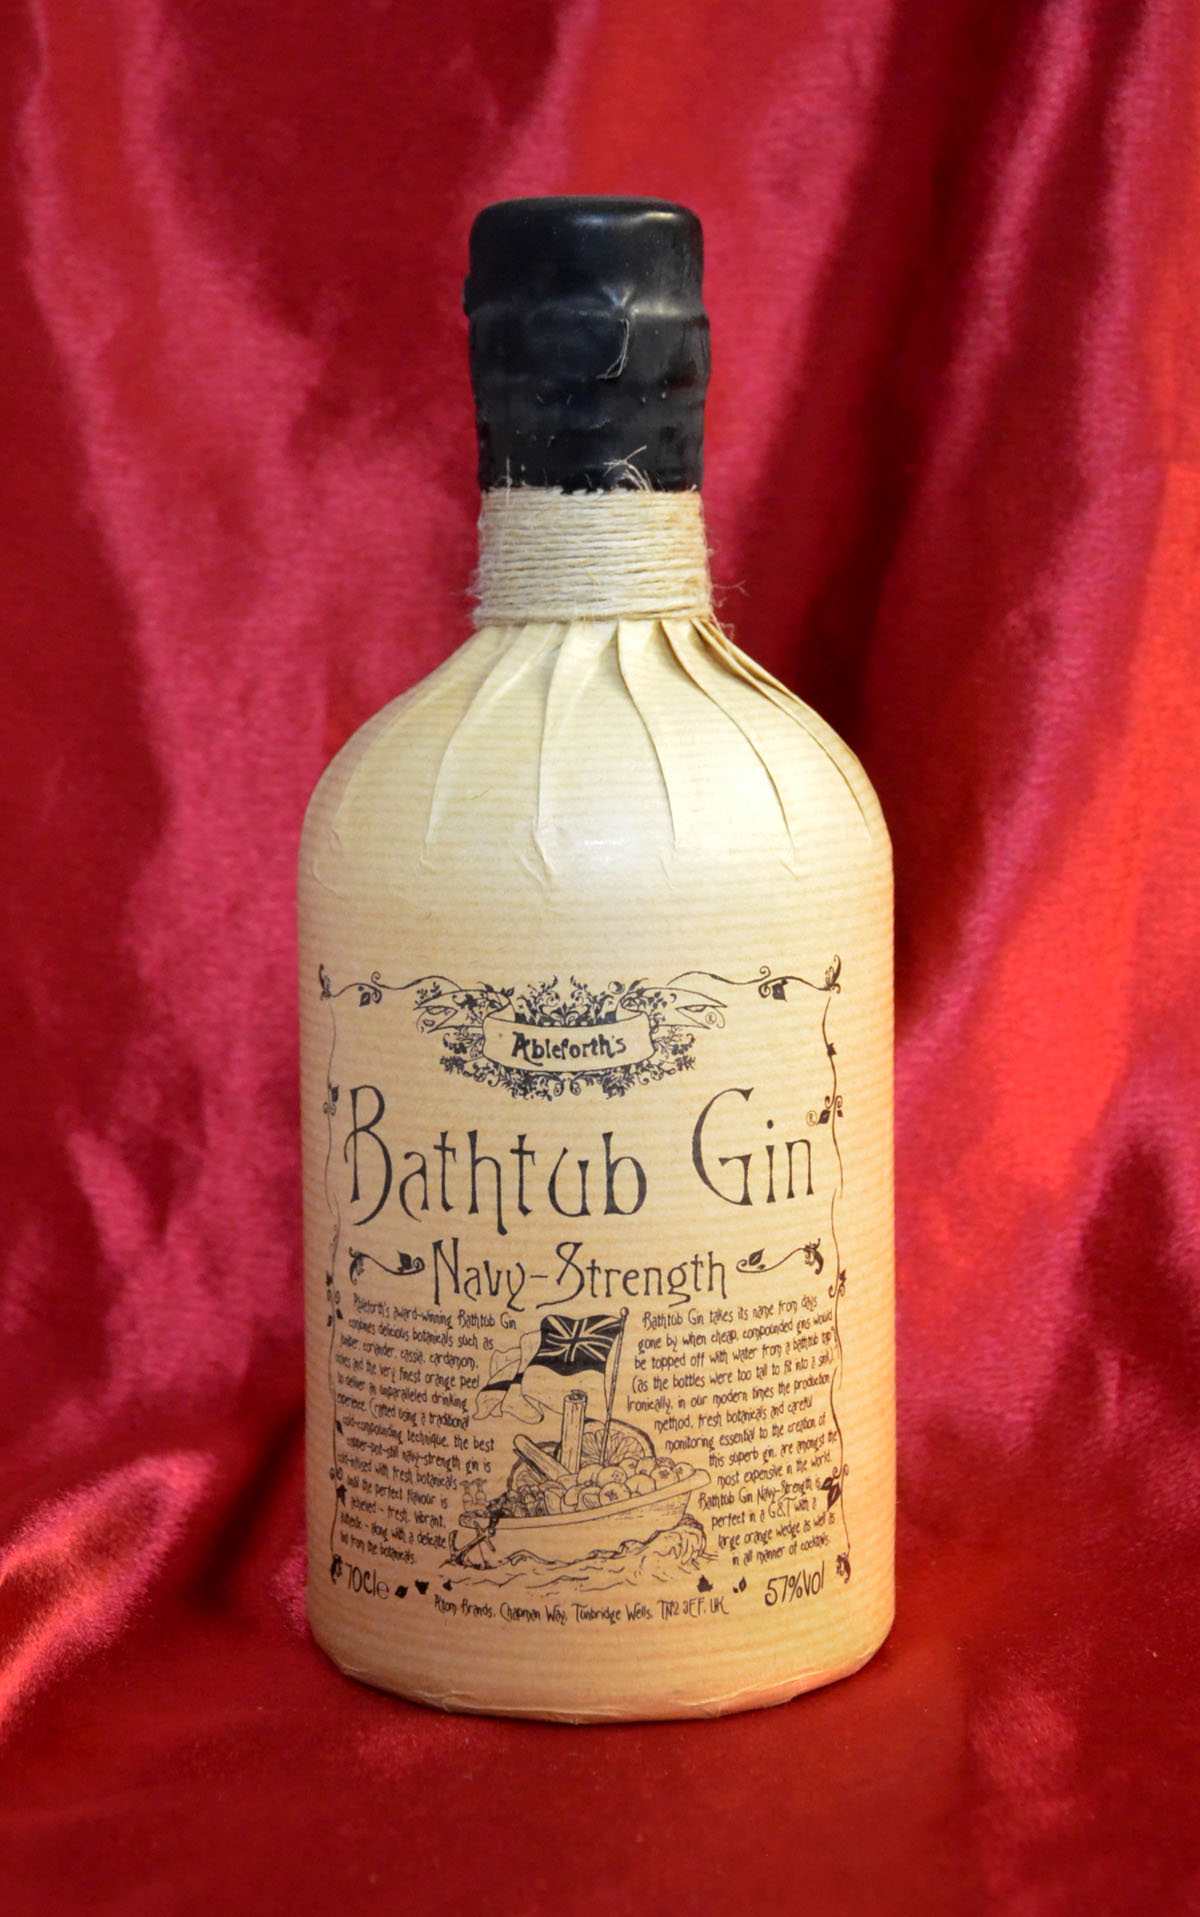 Ableforth's
®
Bathtub Gin
®
Navy-Strength
Ableforth's award-winning Bathtub Gin
combines delicious botanicals such as
juniper, coriander, cassia, cardamom,
cloves and the very finest orange peel
to deliver an unparalleled drinking
experience. Crafted using a traditional
cold-compounding technique, the best
copper-pot-still navy-strength gin is
cold-infused with fresh botanicals
until the perfect flavour is
achieved - fresh, vibrant,
- along with a delicate
from the botanicals.
Bathtub Gin takes its name from days
gone by when cheap, compounded gins would
be topped off with water from a bathtub tap
(as the bottles were too tall to fit into a sink).
Ironically, in our modern times the production
method, fresh botanicals and careful
monitoring essential to the creation of
this superb gin, are amongst the
most expensive in the world.
Bathtub Gin Navy-Strength is
perfect in a G&T with a
large orange wedge as well as
in all manner of cocktails.
70cl e
57%vol
Atom Brands, Chapman Way, Tunbridge Wells, TN2 3EF, UK